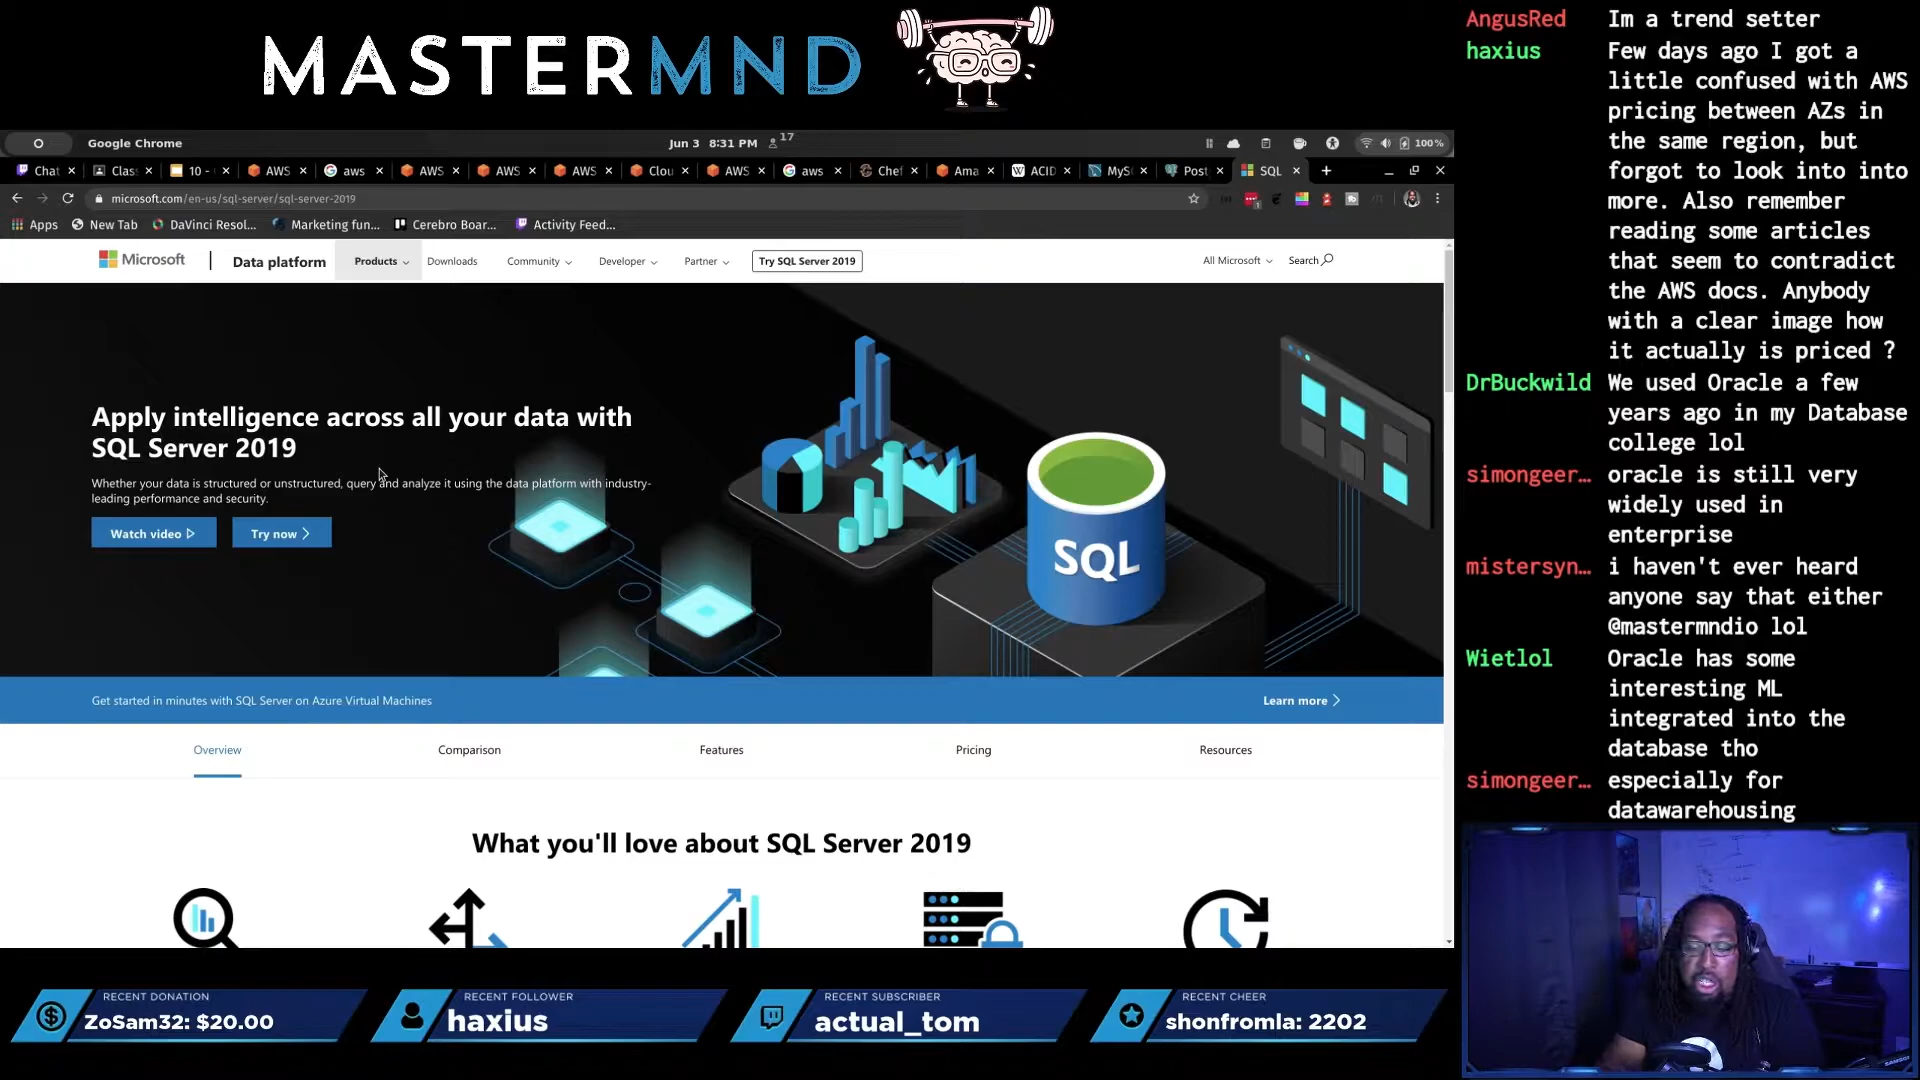 MASTERMND
Google Chrome
Jun 3 8:31 PM
17
100%
Chat
Clas
10 -
AWS
aws
AWS
AWS
AWS
Clou
AWS
aws
Chef
Ama
ACID
MyS
Post
SQL
microsoft.com/en-us/sql-server/sql-server-2019
Apps
New Tab
DaVinci Resol...
Marketing fun...
Cerebro Boar...
Activity Feed...
Microsoft
Data platform
Products
Downloads
Community
Developer
Partner
Try SQL Server 2019
All Microsoft
Search
Apply intelligence across all your data with
SQL Server 2019
Whether your data is structured or unstructured, query and analyze it using the data platform with industry-
leading performance and security.
Watch video
Try now
SQL
Get started in minutes with SQL Server on Azure Virtual Machines
Learn more
Overview
Comparison
Features
Pricing
Resources
What you'll love about SQL Server 2019
AngusRed Im a trend setter
haxius Few days ago I got a
little confused with AWS
pricing between AZs in
the same region, but
forgot to look into into
more. Also remember
reading some articles
that seem to contradict
the AWS docs. Anybody
with a clear image how
it actually is priced ?
DrBuckwild We used Oracle a few
years ago in my Database
college lol
simongeer… oracle is still very
widely used in
enterprise
mistersyn… i haven't ever heard
anyone say that either
@mastermndio lol
Wietlol Oracle has some
interesting ML
integrated into the
database tho
simongeer… especially for
datawarehousing
RECENT DONATION
ZoSam32: $20.00
RECENT FOLLOWER
haxius
RECENT SUBSCRIBER
actual_tom
RECENT CHEER
shonfromla: 2202
SAMSON